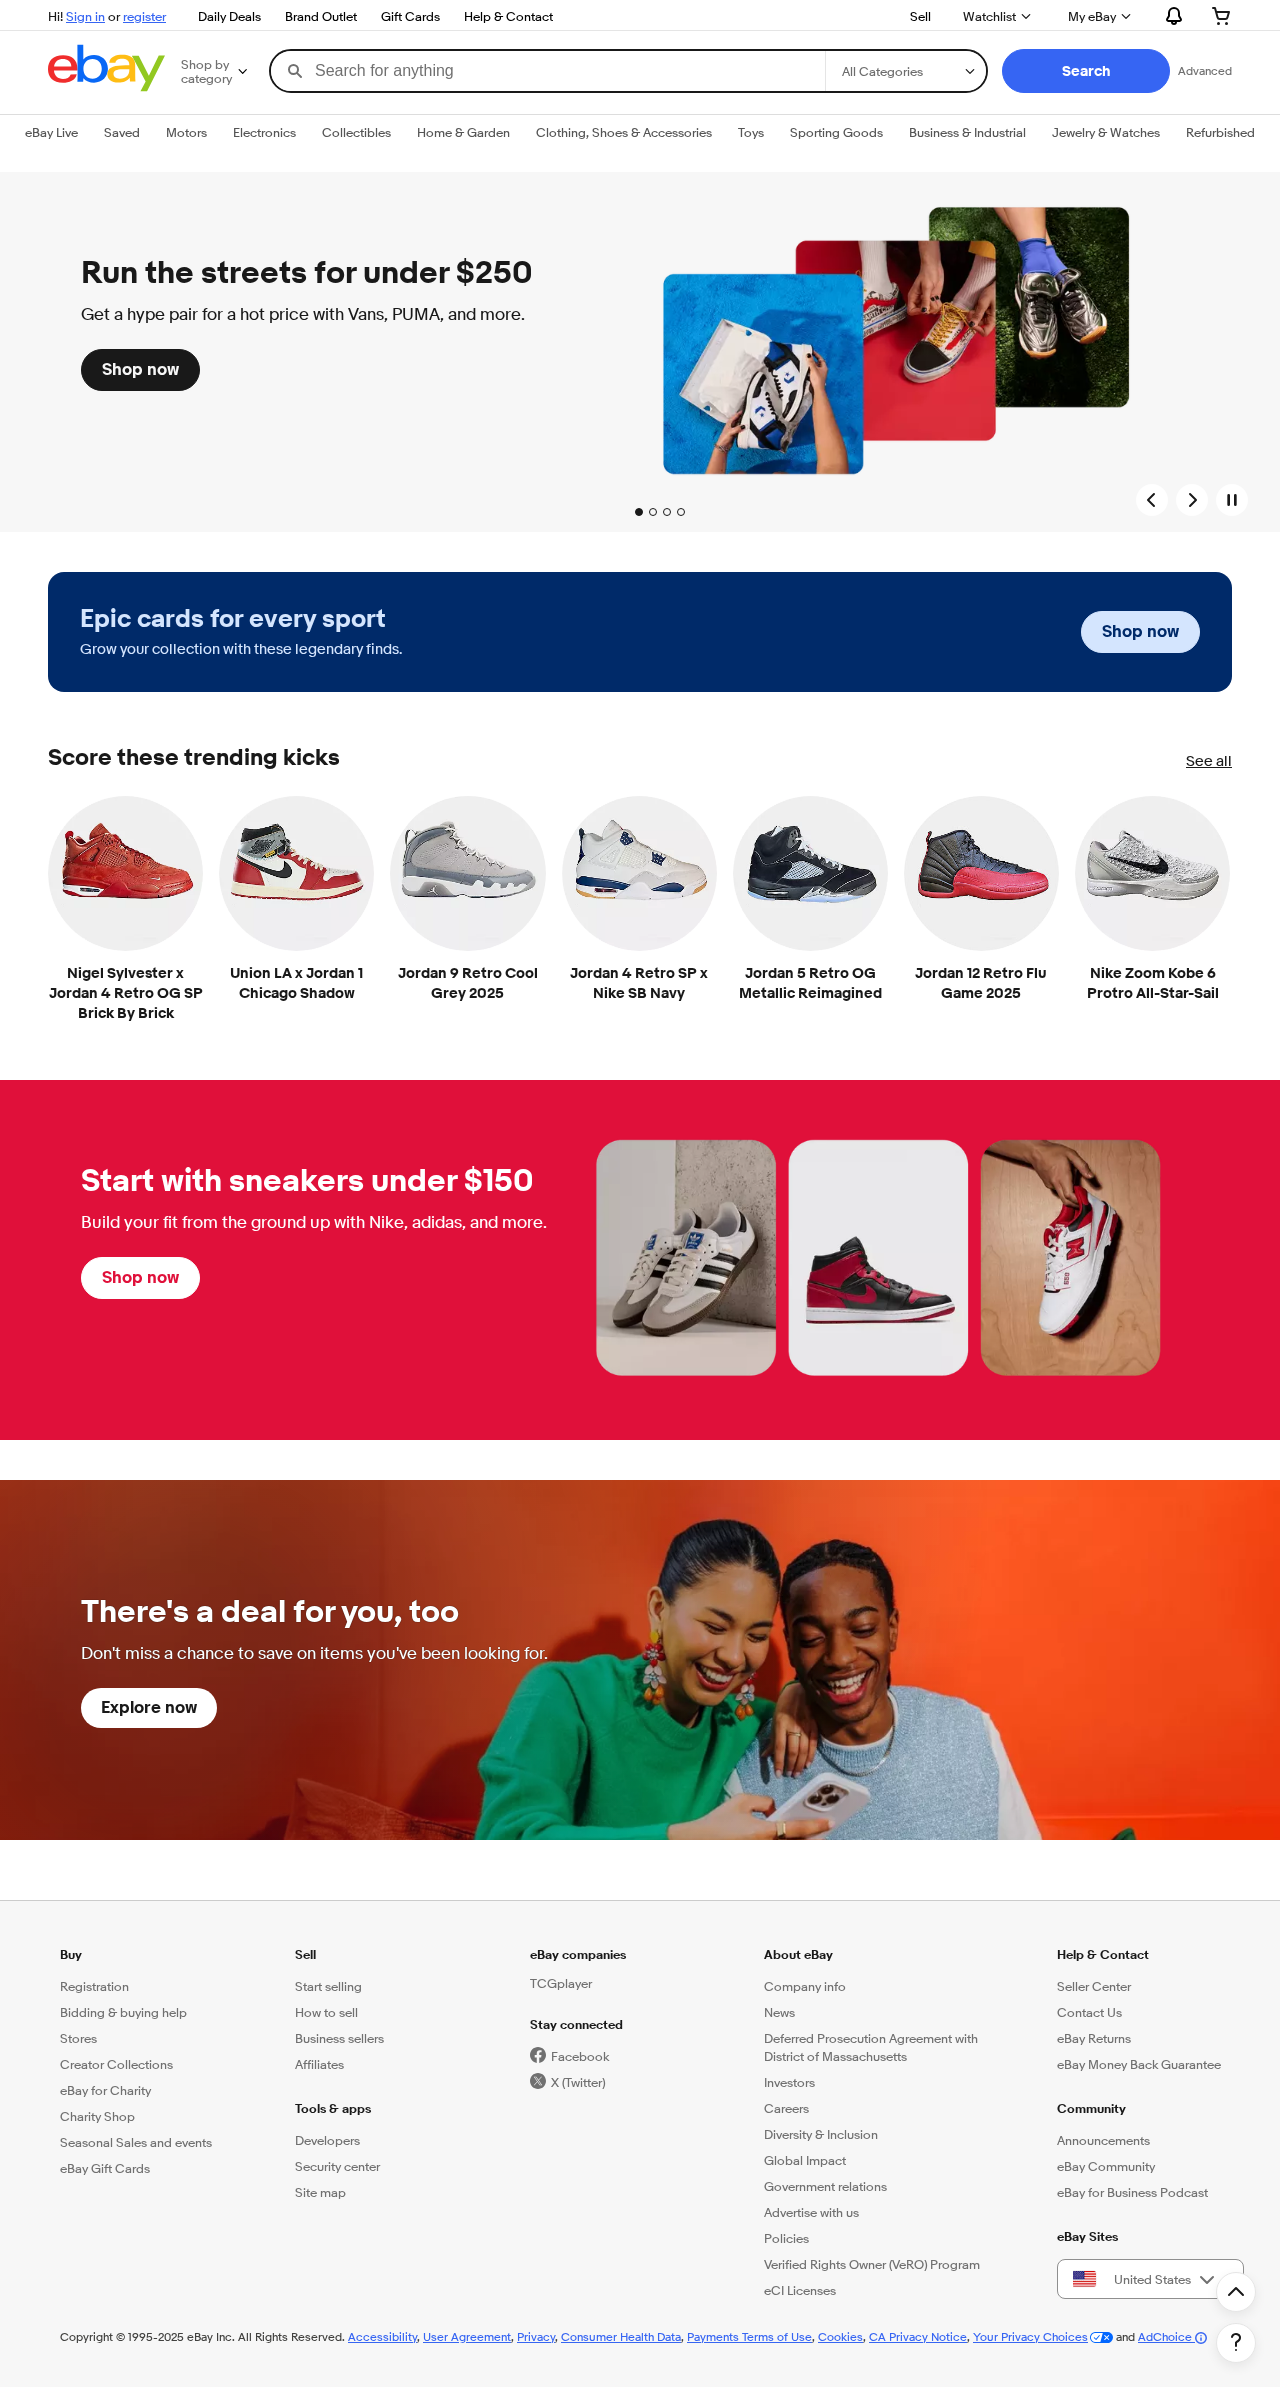 Hi! Sign in or register
Daily Deals
Brand Outlet
Gift Cards
Help & Contact
Sell
Watchlist
My eBay
ebay
Shop by
category
Search for anything
All Categories
Search
Advanced
eBay Live
Saved
Motors
Electronics
Collectibles
Home & Garden
Clothing, Shoes & Accessories
Toys
Sporting Goods
Business & Industrial
Jewelry & Watches
Refurbished
Run the streets for under $250
Get a hype pair for a hot price with Vans, PUMA, and more.
Shop now
Epic cards for every sport
Grow your collection with these legendary finds.
Shop now
Score these trending kicks
See all
Nigel Sylvester x
Jordan 4 Retro OG SP
Brick By Brick
Union LA x Jordan 1
Chicago Shadow
Jordan 9 Retro Cool
Grey 2025
Jordan 4 Retro SP x
Nike SB Navy
Jordan 5 Retro OG
Metallic Reimagined
Jordan 12 Retro Flu
Game 2025
Nike Zoom Kobe 6
Protro All-Star-Sail
Start with sneakers under $150
Build your fit from the ground up with Nike, adidas, and more.
Shop now
There's a deal for you, too
Don't miss a chance to save on items you've been looking for.
Explore now
Buy
Registration
Bidding & buying help
Stores
Creator Collections
eBay for Charity
Charity Shop
Seasonal Sales and events
eBay Gift Cards
Sell
Start selling
How to sell
Business sellers
Affiliates
Tools & apps
Developers
Security center
Site map
eBay companies
TCGplayer
Stay connected
Facebook
X (Twitter)
About eBay
Company info
News
Deferred Prosecution Agreement with
District of Massachusetts
Investors
Careers
Diversity & Inclusion
Global Impact
Government relations
Advertise with us
Policies
Verified Rights Owner (VeRO) Program
eCI Licenses
Help & Contact
Seller Center
Contact Us
eBay Returns
eBay Money Back Guarantee
Community
Announcements
eBay Community
eBay for Business Podcast
eBay Sites
United States
Copyright © 1995-2025 eBay Inc. All Rights Reserved. Accessibility, User Agreement, Privacy, Consumer Health Data, Payments Terms of Use, Cookies, CA Privacy Notice, Your Privacy Choices and AdChoice
?